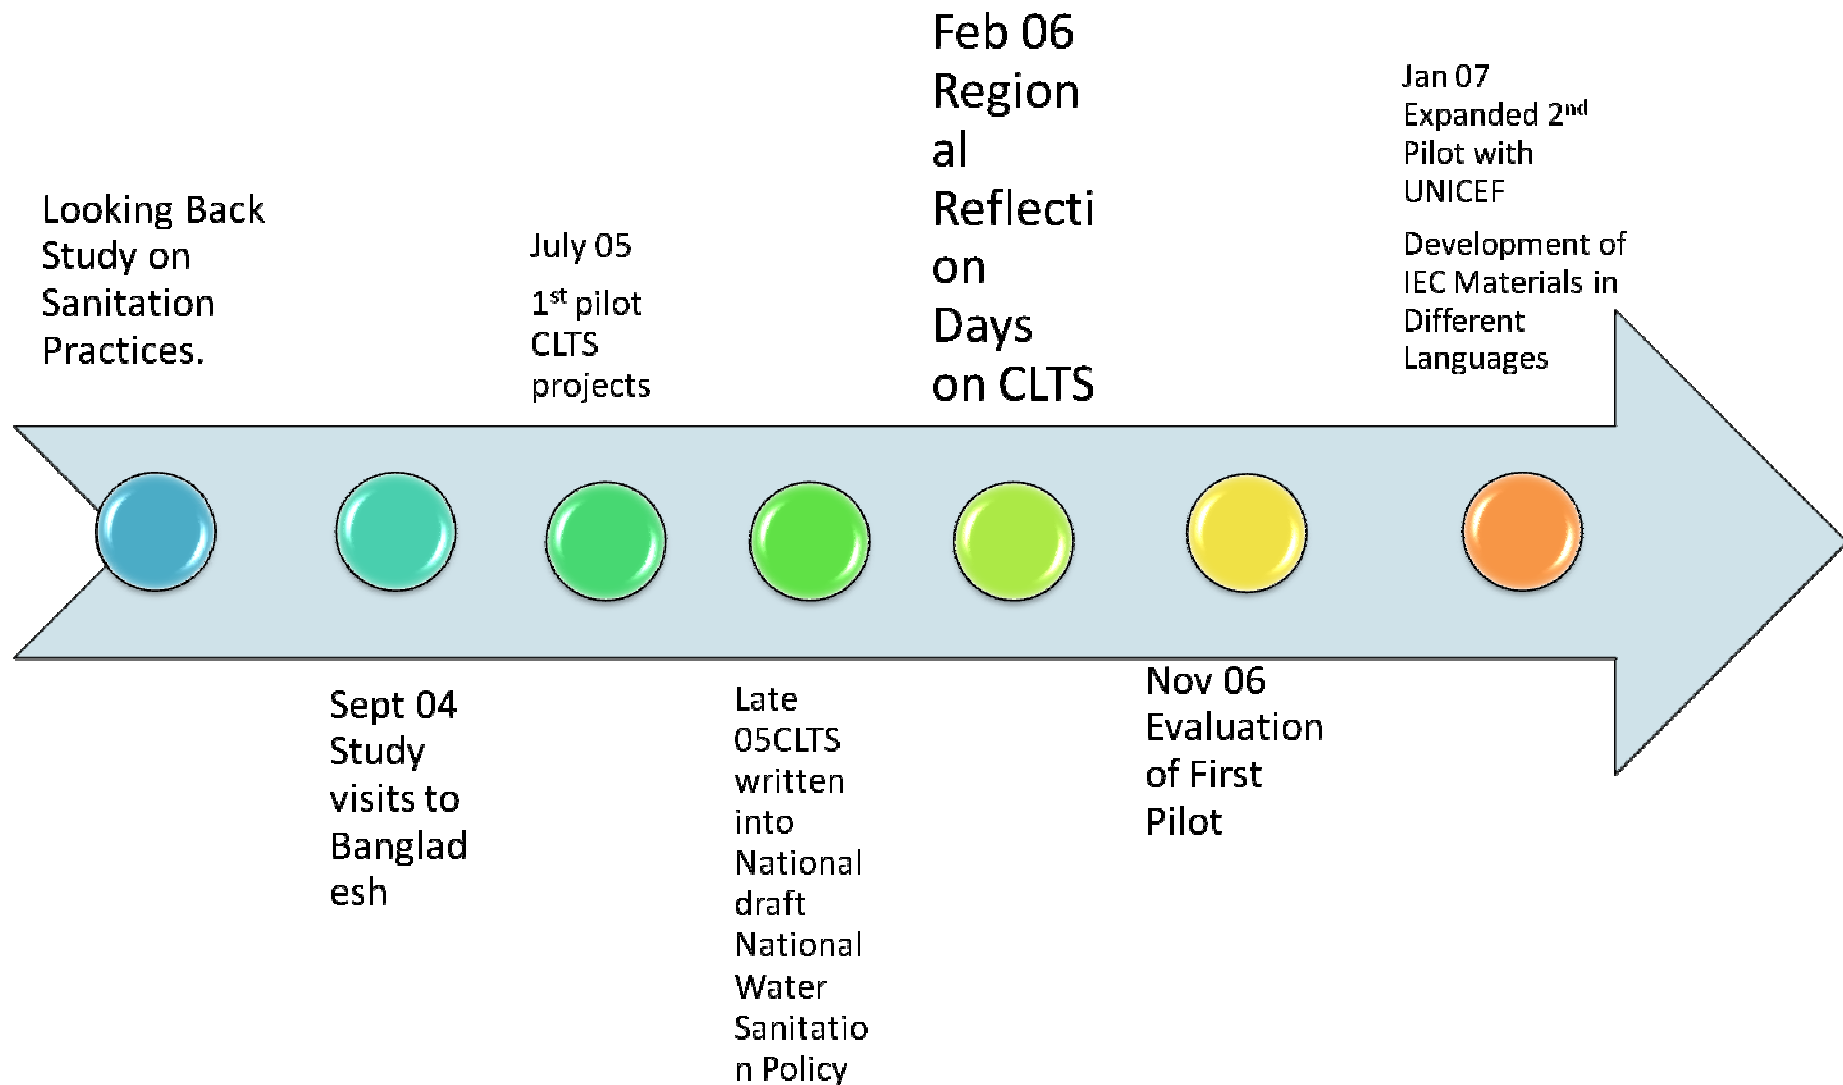 Looking Back
Study on
Sanitation
Practices.
Sept 04
Study
visits to
Banglad
esh
July 05
1st pilot
CLTS
projects
Late
05CLTS
written
into
National
draft
National
Water
Sanitatio
n Policy
Feb 06
Region
al
Reflecti
on
Days
on CLTS
Nov 06
Evaluation
of First
Pilot
Jan 07
Expanded 2nd
Pilot with
UNICEF
Development of
IEC Materials in
Different
Languages